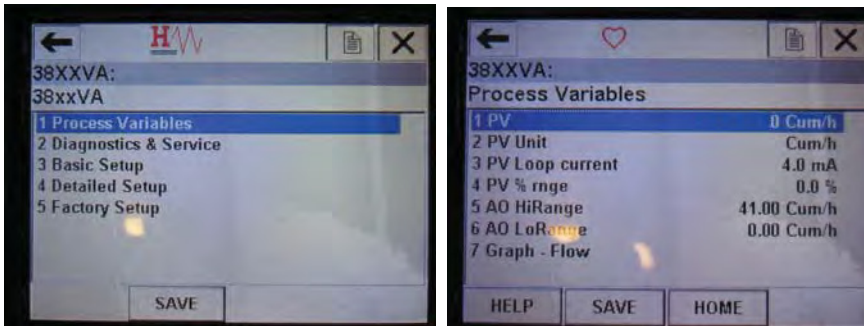 H
38XXVA:
38xxVA
1 Process Variables
2 Diagnostics & Service
3 Basic Setup
4 Detailed Setup
5 Factory Setup
SAVE
38XXVA:
Process Variables
1 PV 0 Cum/h
2 PV Unit Cum/h
3 PV Loop current 4.0 mA
4 PV % rnge 0.0 %
5 AO HiRange 41.00 Cum/h
6 AO LoRange 0.00 Cum/h
7 Graph - Flow
HELP SAVE HOME